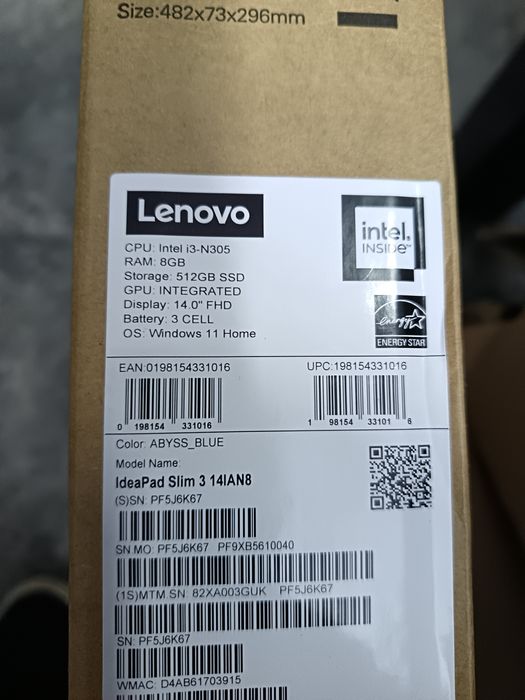 Size:482x73x296mm
Lenovo
CPU: Intel i3-N305
RAM: 8GB
Storage: 512GB SSD
GPU: INTEGRATED
Display: 14.0" FHD
Battery: 3 CELL
OS: Windows 11 Home
intel.
INSIDE™
energy
ENERGY STAR
EAN:0198154331016
UPC:198154331016
0 198154 331016
1 98154 33101 6
Color: ABYSS_BLUE
Model Name:
IdeaPad Slim 3 14IAN8
(S)SN: PF5J6K67
SN MO: PF5J6K67 PF9XB5610040
(1S)MTM SN: 82XA003GUK PF5J6K67
SN: PF5J6K67
WMAC: D4AB61703915